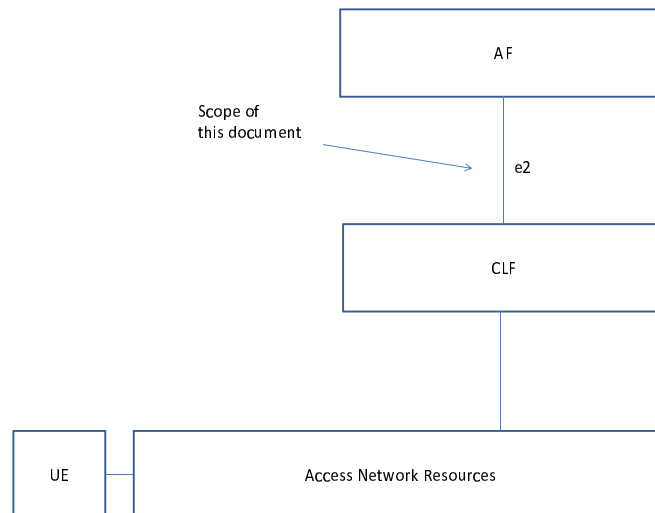 AF
Scope of
this document
e2
CLF
UE
Access Network Resources